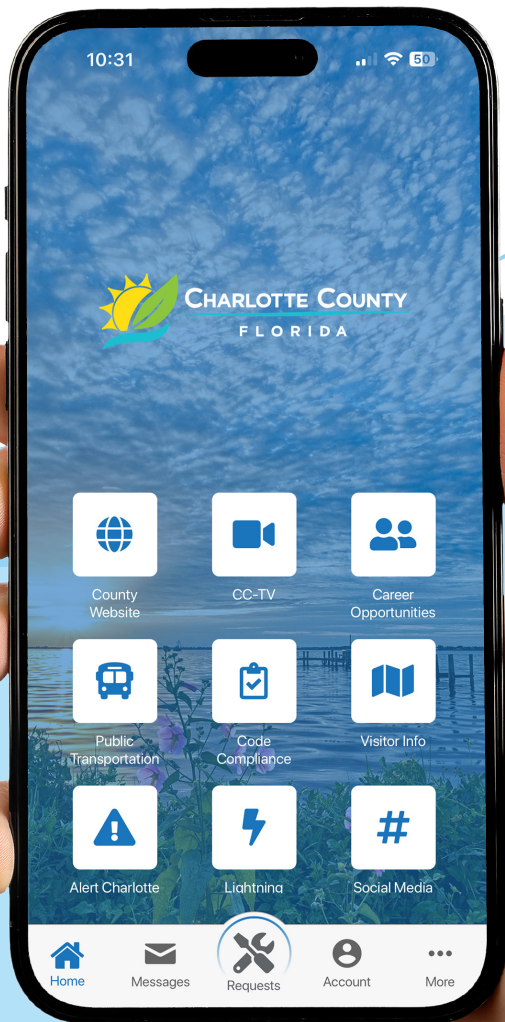 10:31
50
CHARLOTTE COUNTY
FLORIDA
County
Website
CC-TV
Career
Opportunities
Public
Transportation
Code
Compliance
Visitor Info
Alert Charlotte
Lightning
#
Social Media
Home
Messages
Requests
Account
More